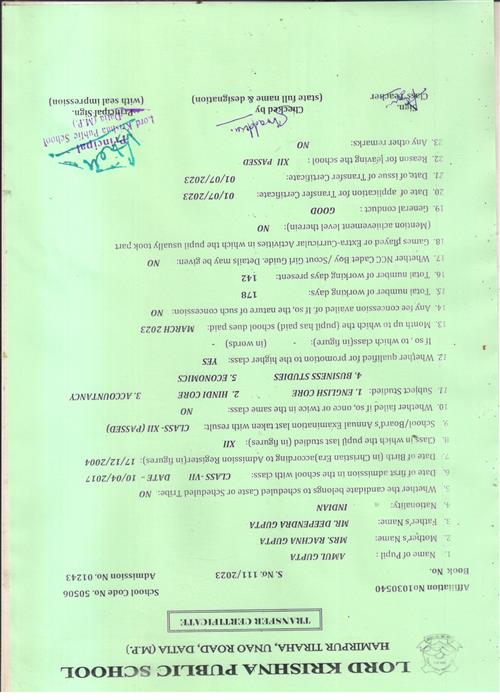 LORD KRISHNA PUBLIC SCHOOL
HAMIRPUR TIRAHA, UNAO ROAD, DATIA (M.P.)
TRANSFER CERTIFICATE
Affiliation No1030540 School Code No. 50506
Book No. S. No. 111/2023 Admission No. 01243
1. Name of Pupil : AMUL GUPTA
2. Mother's Name: MRS. RACHNA GUPTA
3. Father's Name: MR. DEEPENDRA GUPTA
4. Nationality: INDIAN
5. Whether the candidate belongs to scheduled Caste or Scheduled Tribe: NO
6. Date of first admission in the school with class: CLASS -VII DATE - 10/04/2017
7. Date of Birth (in Christian Era)according to Admission Register(in figures): 17/12/2004
8. Class in which the pupil last studied (in figures): XII
9. School/Board's Annual Examination last taken with result: CLASS- XII (PASSED)
10. Whether failed if so, once or twice in the same class: NO
11. Subject Studied: 1. ENGLISH CORE 2. HINDI CORE 3. ACCOUNTANCY
4. BUSINESS STUDIES 5. ECONOMICS
12. Whether qualified for promotion to the higher class: YES
If so, to which class(in figure): - (in words) -
13. Month up to which the (pupil has paid) school dues paid: MARCH 2023
14. Any fee concession availed of. If so, the nature of such concession: NO
15. Total number of working days: 178
16. Total number of working days present: 142
17. Whether NCC Cadet Boy /Scout Girl Guide: Details may be given: NO
18. Games played or Extra-Curricular Activities in which the pupil usually took part
(Mention achievement level therein): NO
19. General conduct : GOOD
20. Date of application for Transfer Certificate: 01/07/2023
21. Date of issue of Transfer Certificate: 01/07/2023
22. Reason for leaving the school : XII PASSED
23. Any other remarks: NO
Principal
Lord Krishna Public School
Datia (M.P.)
Sign. Checked by Principal Sign.
Class Teacher (state full name & designation) (with seal impression)